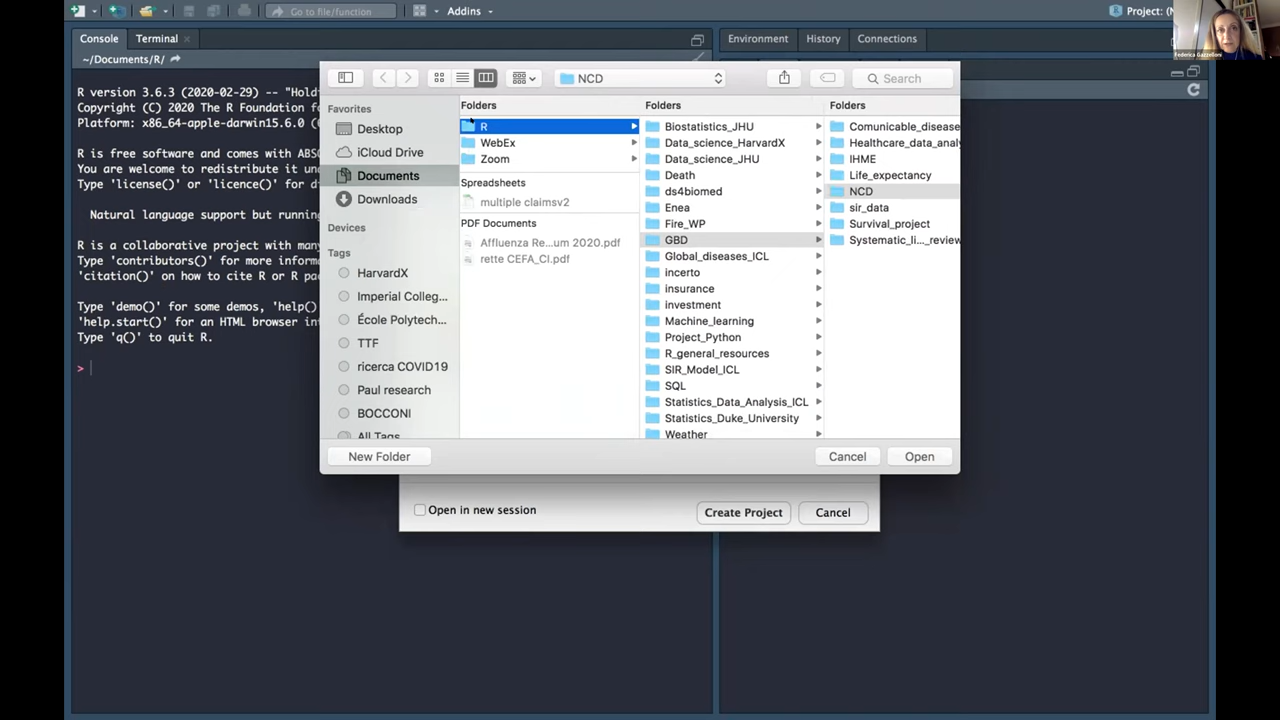 Go to file/function
Addins
Project: (N
Console
Terminal
Environment
History
Connections
~/Documents/R/
R version 3.6.3 (2020-02-29) -- "Hold
Copyright (C) 2020 The R Foundation f
Platform: x86_64-apple-darwin15.6.0 (
R is free software and comes with ABS
You are welcome to redistribute it un
Type 'license()' or 'licence()' for d
Natural language support but runnin
R is a collaborative project with man
Type 'contributors()' for more inform
'citation()' on how to cite R or R pa
Type 'demo()' for some demos, 'help()
'help.start()' for an HTML browser in
Type 'q()' to quit R.
>
NCD
Search
Favorites
Desktop
iCloud Drive
Documents
Downloads
Devices
Tags
HarvardX
Imperial Colleg...
École Polytech...
TTF
ricerca COVID19
Paul research
BOCCONI
All Tags
Folders
R
WebEx
Zoom
Spreadsheets
multiple claimsv2
PDF Documents
Affluenza Re...um 2020.pdf
rette CEFA_CI.pdf
Folders
Biostatistics_JHU
Data_science_HarvardX
Data_science_JHU
Death
ds4biomed
Enea
Fire_WP
GBD
Global_diseases_ICL
incerto
insurance
investment
Machine_learning
Project_Python
R_general_resources
SIR_Model_ICL
SQL
Statistics_Data_Analysis_ICL
Statistics_Duke_University
Weather
Folders
Comunicable_disease
Healthcare_data_anal
IHME
Life_expectancy
NCD
sir_data
Survival_project
Systematic_li..._review
New Folder
Cancel
Open
Open in new session
Create Project
Cancel
Federica Gazzelloni